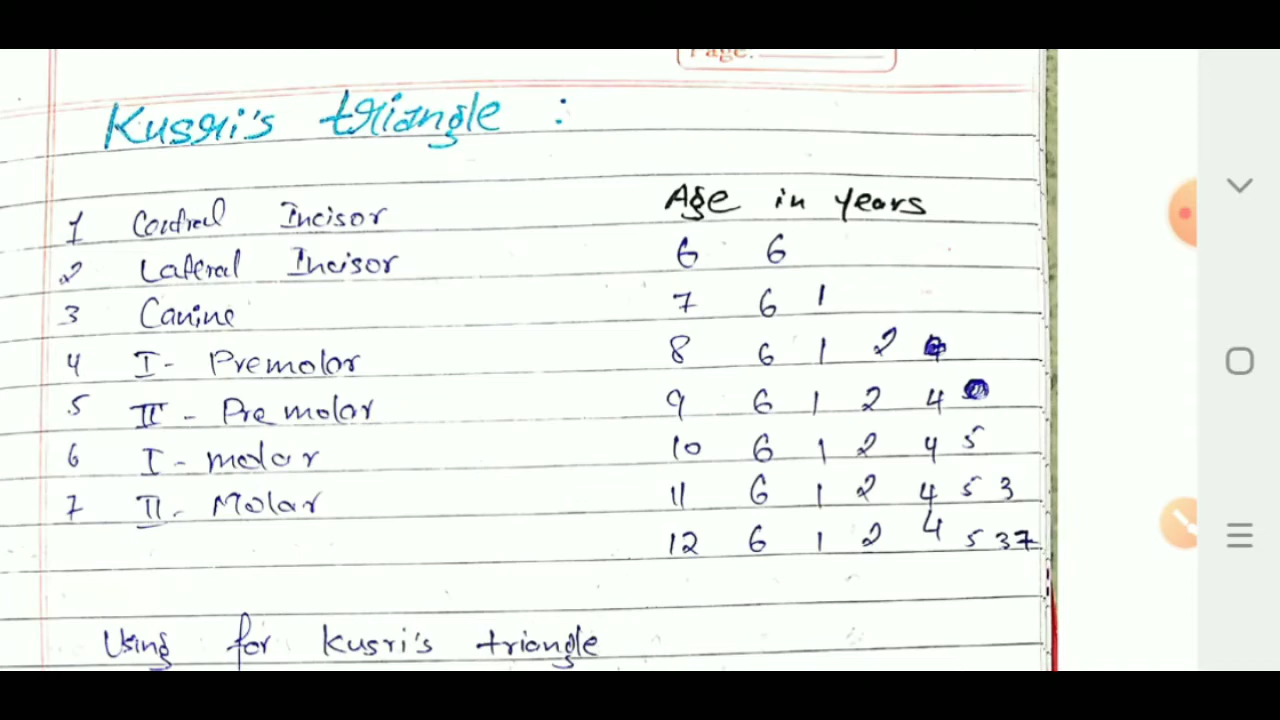 Page.
Kusri's triangle :
Age in years
1 Central Incisor
6 6
2 Lateral Incisor
7 6 1
3 Canine
8 6 1 2
4 I - Premolar
9 6 1 2 4
5 II - Premolar
10 6 1 2 4 5
6 I - molar
11 6 1 2 4 5 3
7 II - Molar
12 6 1 2 4 5 3 7
Using for Kusri's triangle